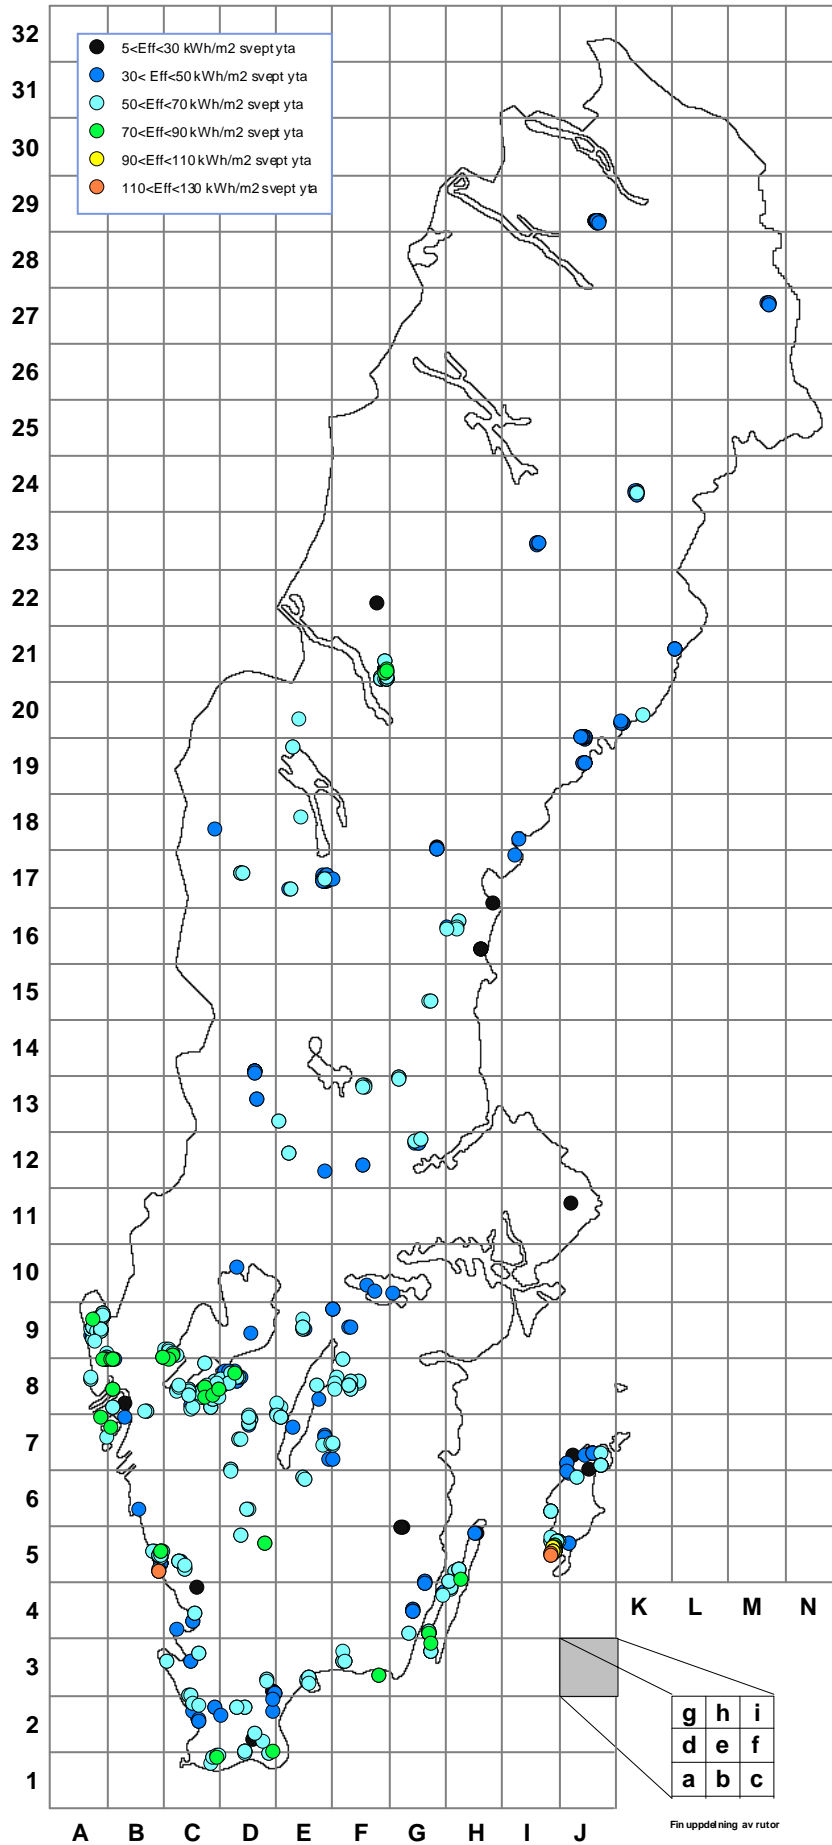 32
5<Eff<30 kWh/m2 svept yta
30< Eff<50 kWh/m2 svept yta
50<Eff<70 kWh/m2 svept yta
70<Eff<90 kWh/m2 svept yta
90<Eff<110 kWh/m2 svept yta
110<Eff<130 kWh/m2 svept yta
31
30
29
28
27
26
25
24
23
22
21
20
19
18
17
16
15
14
13
12
11
10
9
8
7
6
5
4
K L M N
3
2
1
g h i
d e f
a b c
Fin uppdelning av rutor
A B C D E F G H I J